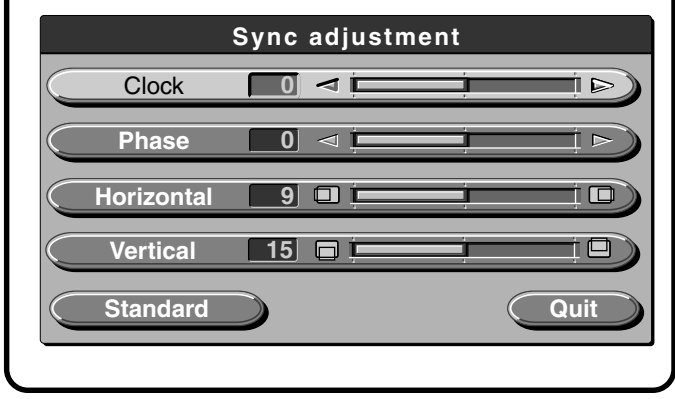 Sync adjustment
Clock 0
Phase 0
Horizontal 9
Vertical 15
Standard Quit